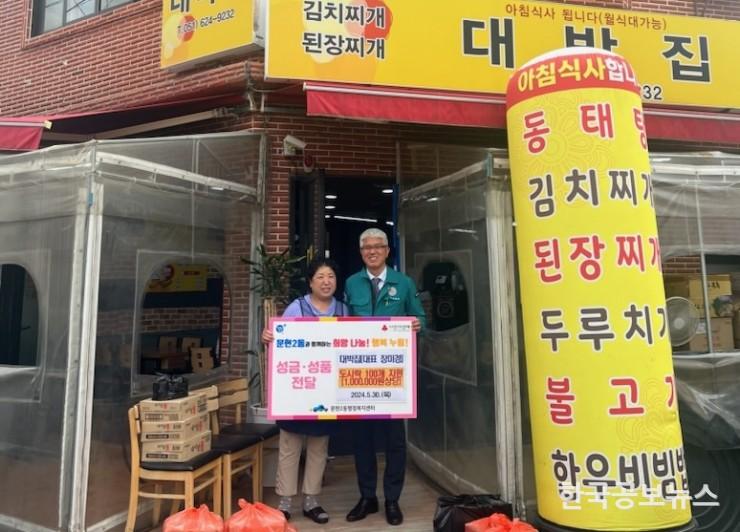 T.051) 624-9232
김치찌개
된장찌개
아침식사 됩니다(월식대가능)
대박집
32
아침식사합니
동태탕
김치찌개
된장찌개
두루치기
불고기
한우비빔밥
문현2동과 함께하는 희망 나눔! 행복 누듬!
성금·성품
전달
대박집(대표 장미경)
도시락 100개 지원
(1,000,000원상당)
2024.5.30.(목)
문현2동행정복지센터
한국공보뉴스